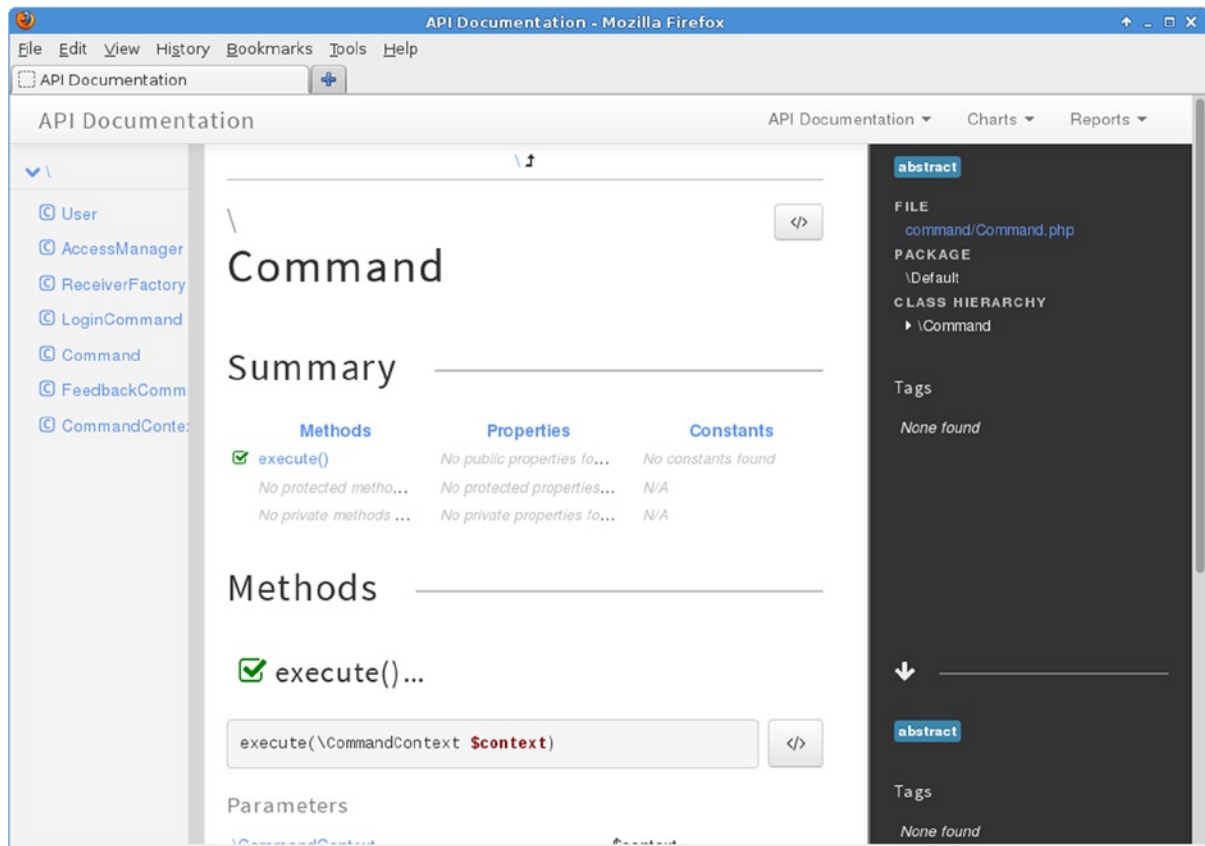 API Documentation - Mozilla Firefox
File Edit View History Bookmarks Tools Help
API Documentation
API Documentation
API Documentation Charts Reports
\
User
AccessManager
ReceiverFactory
LoginCommand
Command
FeedbackComm
CommandConte
\
\
</>
Command
Summary
Methods Properties Constants
execute() No public properties fo... No constants found
No protected metho... No protected properties... N/A
No private methods ... No private properties fo... N/A
Methods
execute()...
execute(\CommandContext $context)
</>
Parameters
\CommandContext $context
abstract
FILE
command/Command.php
PACKAGE
\Default
CLASS HIERARCHY
\Command
Tags
None found
abstract
Tags
None found